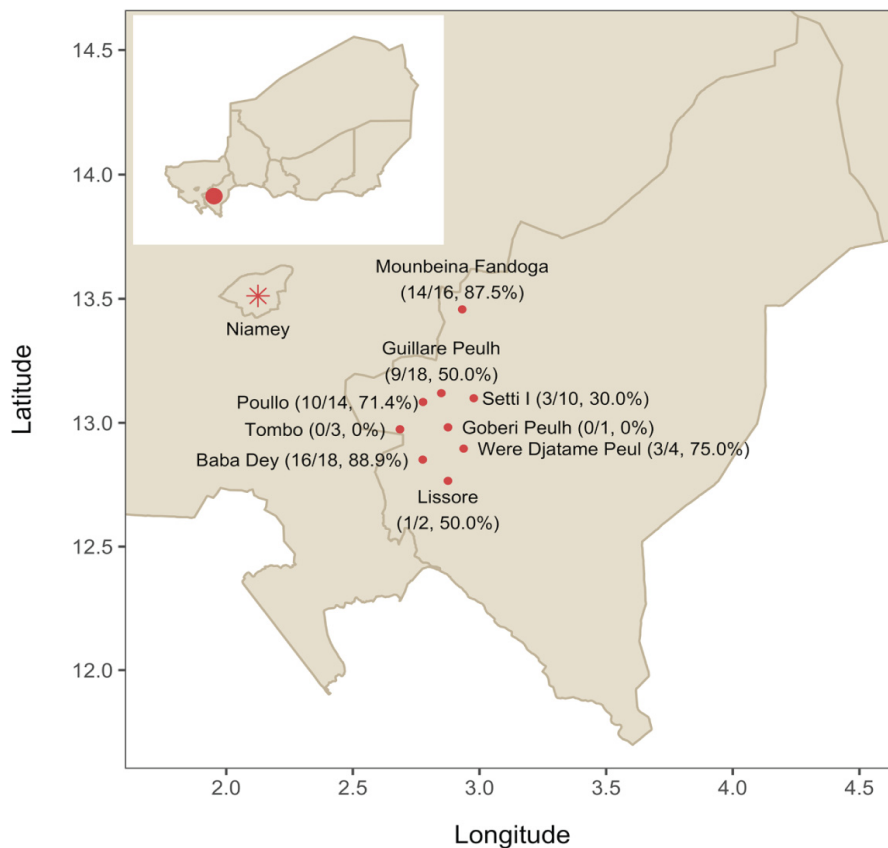 14.5
14.0
Mounbeina Fandoga
(14/16, 87.5%)
13.5
Niamey
Guillare Peulh
(9/18, 50.0%)
Poullo (10/14, 71.4%)
Setti I (3/10, 30.0%)
13.0
Tombo (0/3, 0%)
Goberi Peulh (0/1, 0%)
Were Djatame Peul (3/4, 75.0%)
Baba Dey (16/18, 88.9%)
Lissore
(1/2, 50.0%)
12.5
12.0
Latitude
2.0 2.5 3.0 3.5 4.0 4.5
Longitude